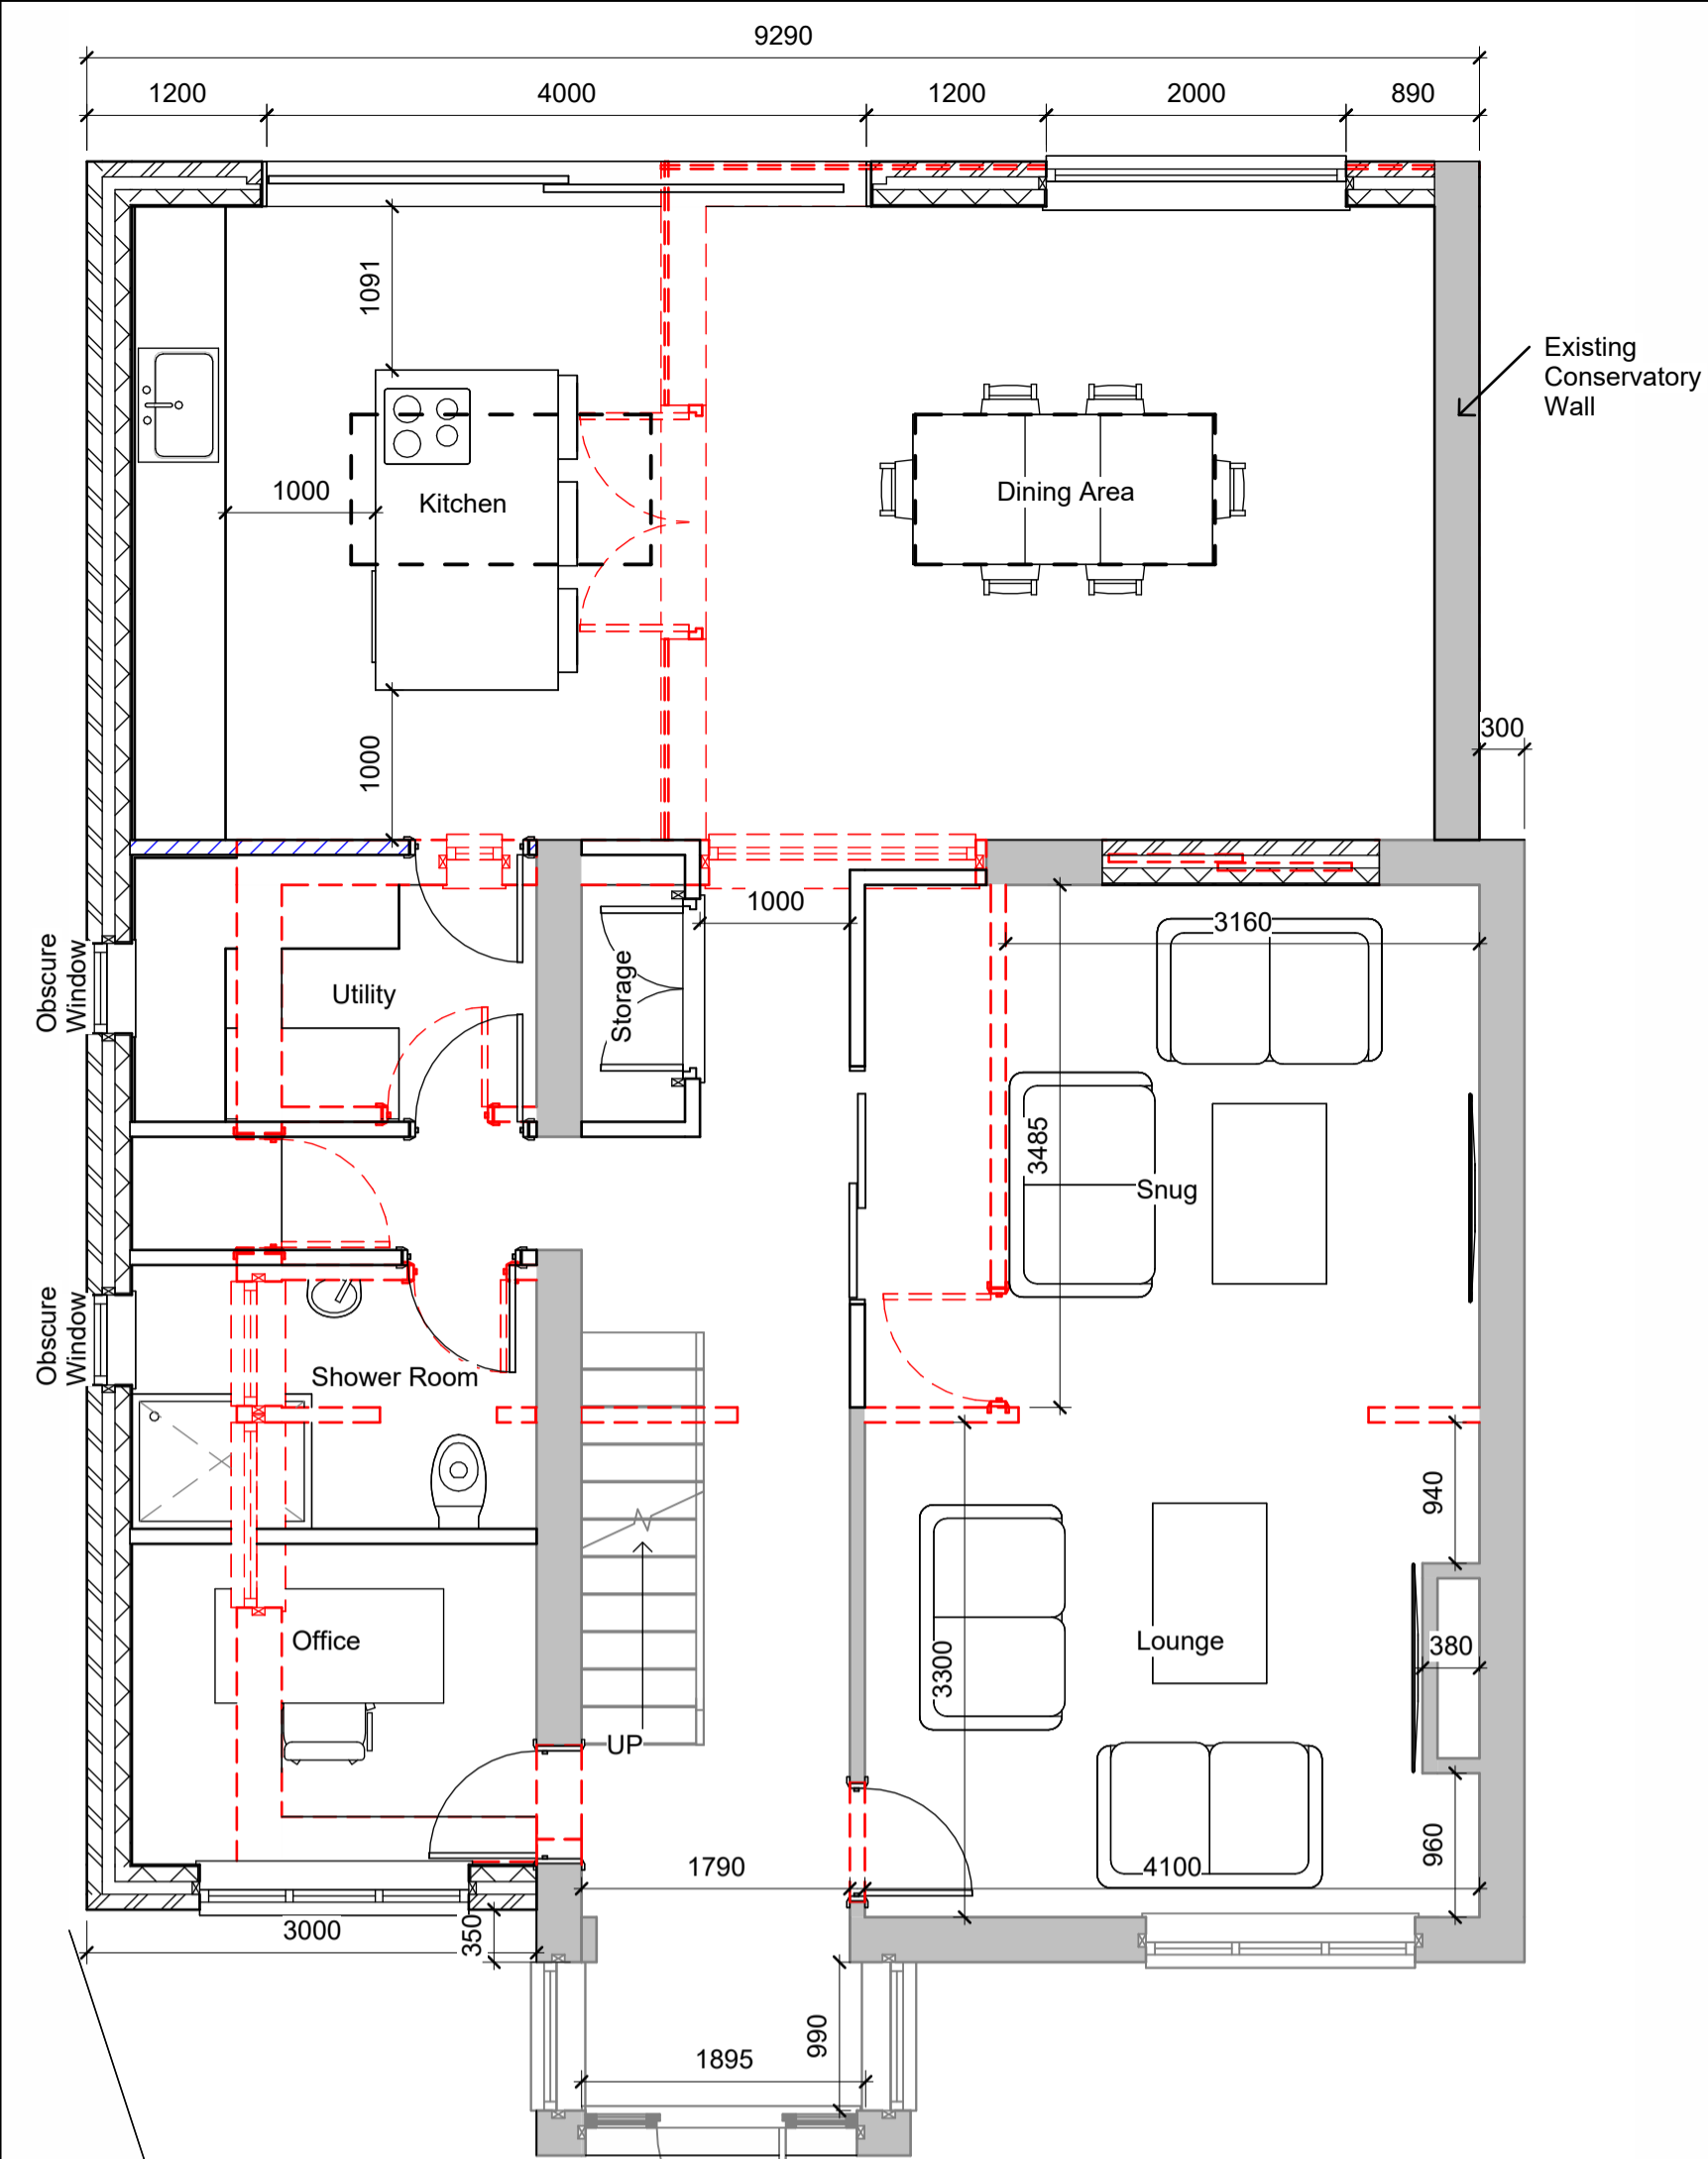 9290
1200
4000
1200
2000
890
1091
Existing
Conservatory
Wall
1000
Kitchen
Dining Area
300
1000
1000
3160
Obscure
Window
Utility
Storage
3485
Snug
Obscure
Window
Shower Room
940
Office
3300
Lounge
380
UP
960
1790
4100
3000
350
990
1895